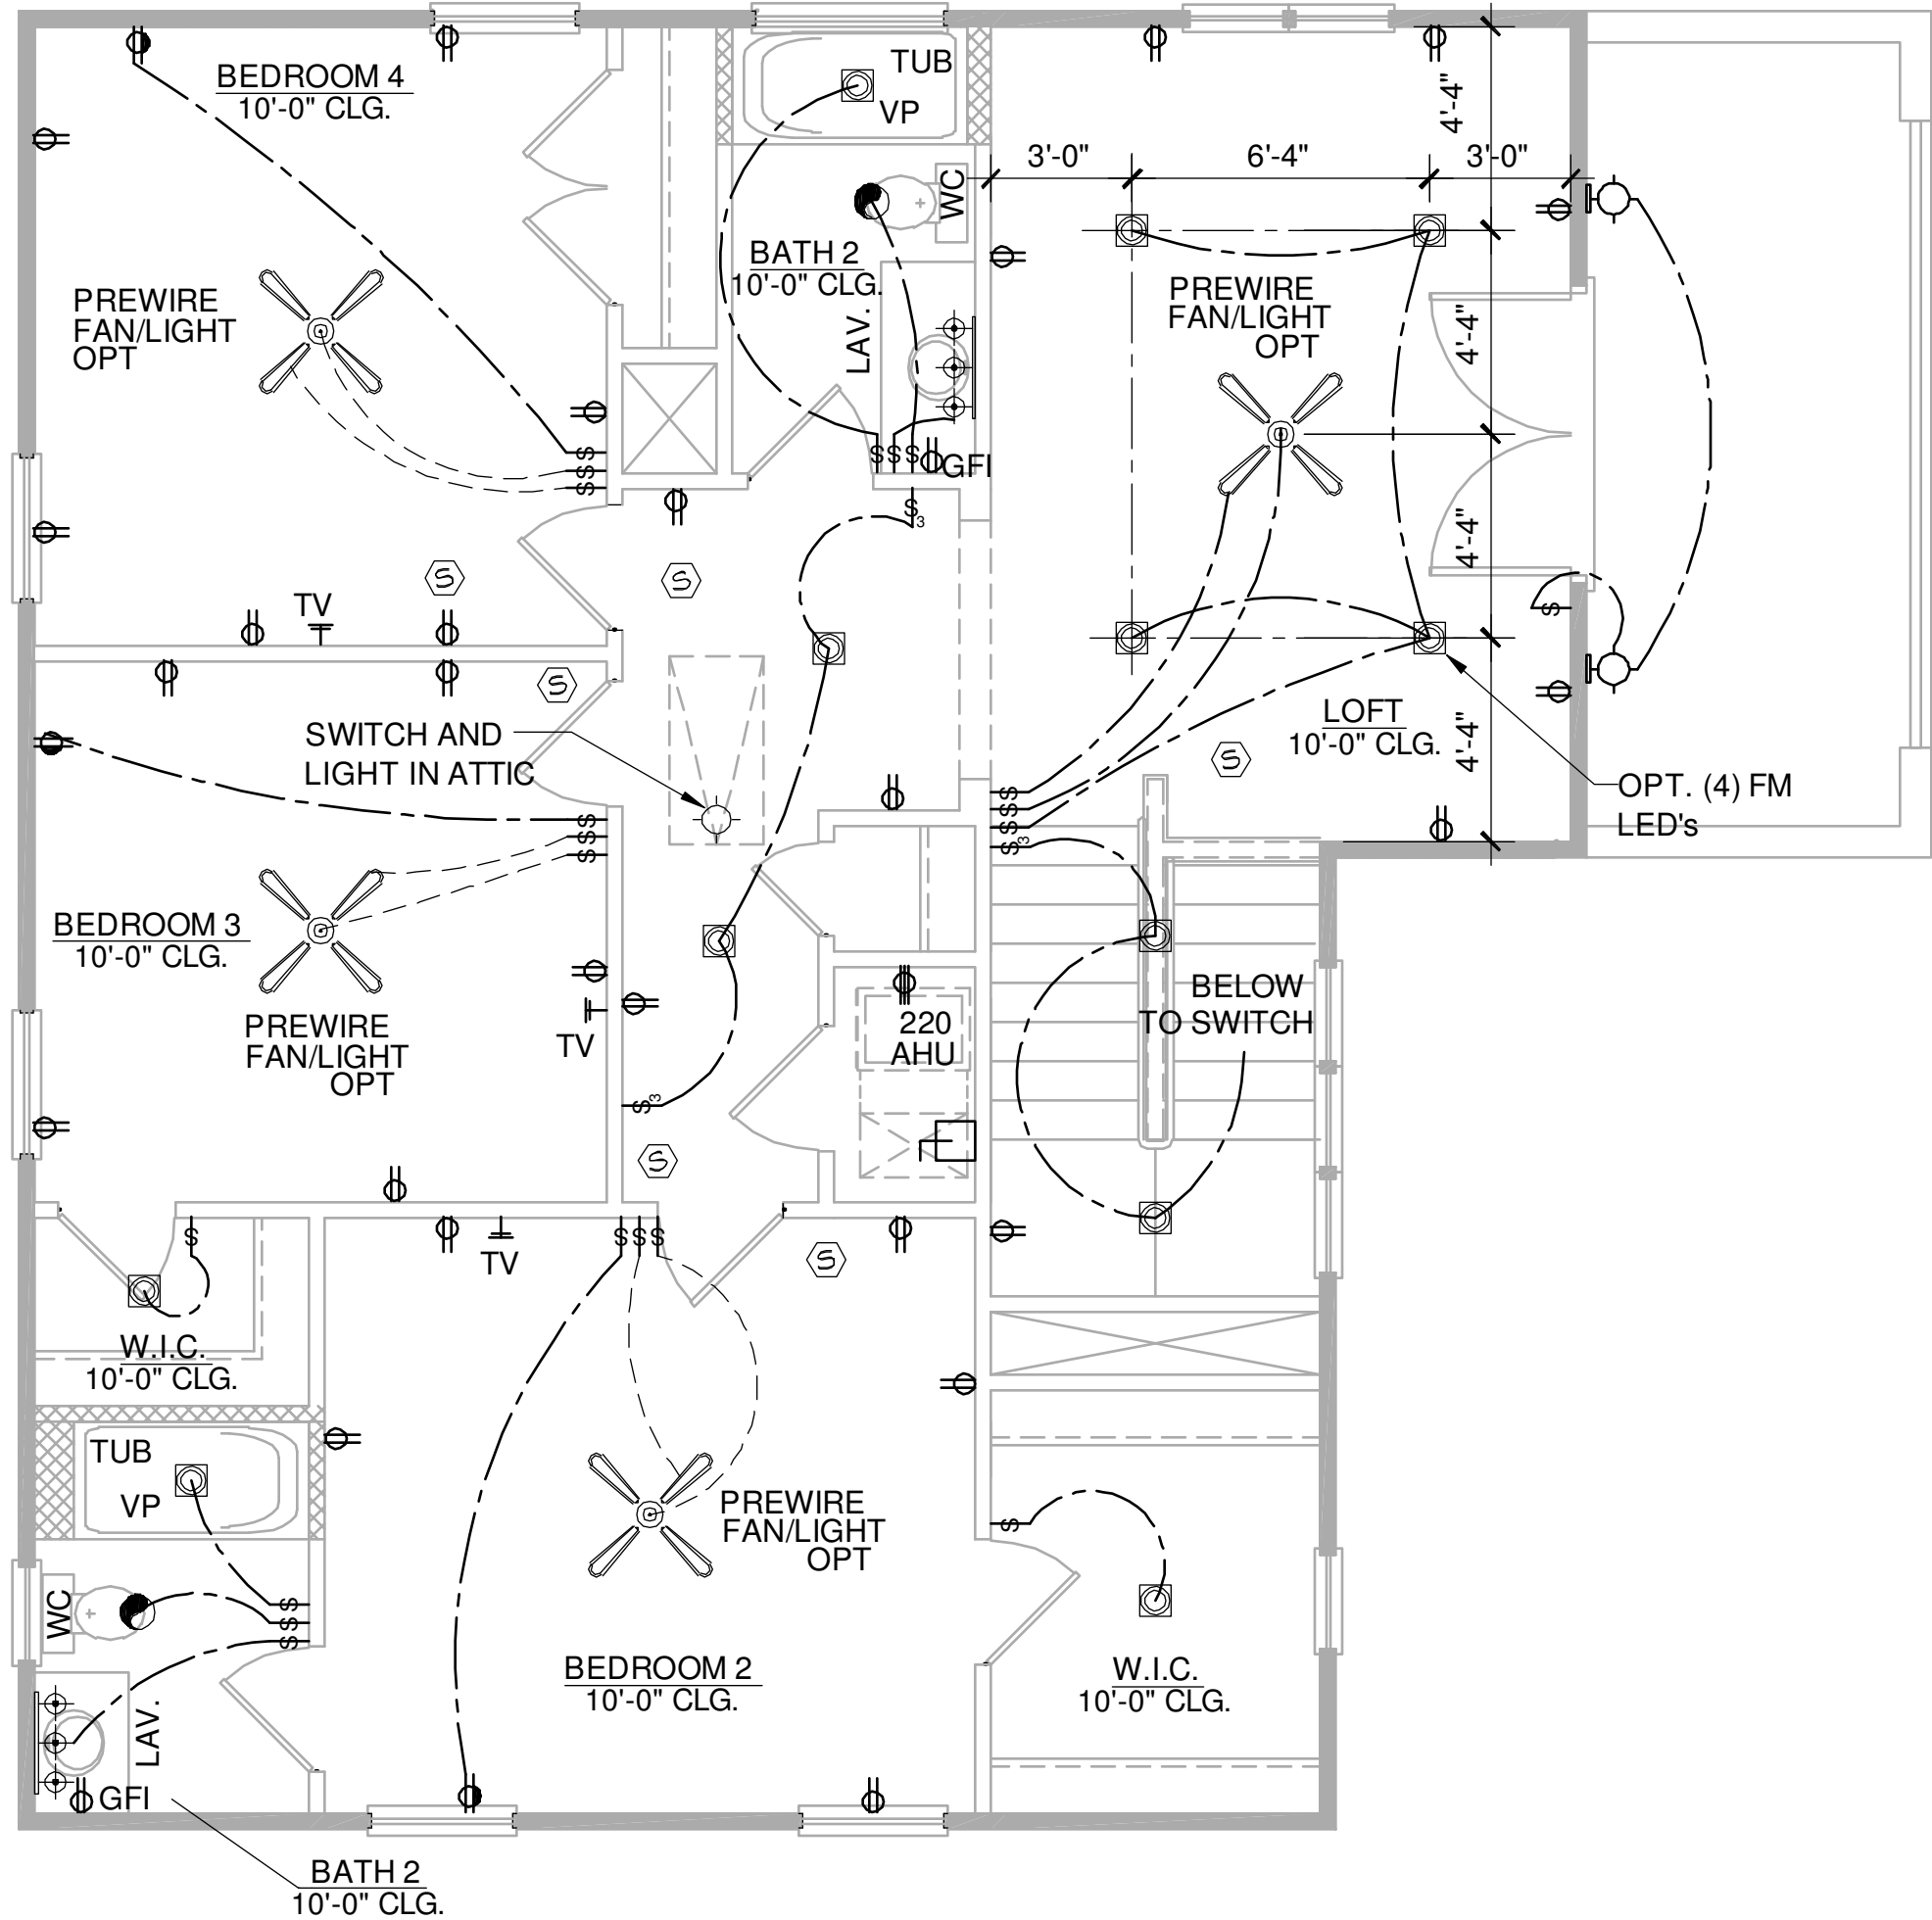 BEDROOM 4
10'-0" CLG.
TUB
VP
4'-4"
3'-0"
6'-4"
3'-0"
WC
BATH 2
10'-0" CLG.
PREWIRE
FAN/LIGHT
OPT
PREWIRE
FAN/LIGHT
OPT
LAV.
4'-4"
S
S
S
S S S
GFI
S3
4'-4"
S
S
TV
S
S
SWITCH AND
LIGHT IN ATTIC
LOFT
10'-0" CLG.
S
4'-4"
OPT. (4) FM
LED's
S
S
S
S3
S
S
S
BEDROOM 3
10'-0" CLG.
BELOW
TO SWITCH
220
AHU
PREWIRE
FAN/LIGHT
OPT
TV
S3
S
S
TV
S S S
S
W.I.C.
10'-0" CLG.
TUB
VP
PREWIRE
FAN/LIGHT
OPT
S
WC
S
S
S
BEDROOM 2
10'-0" CLG.
W.I.C.
10'-0" CLG.
LAV.
GFI
BATH 2
10'-0" CLG.